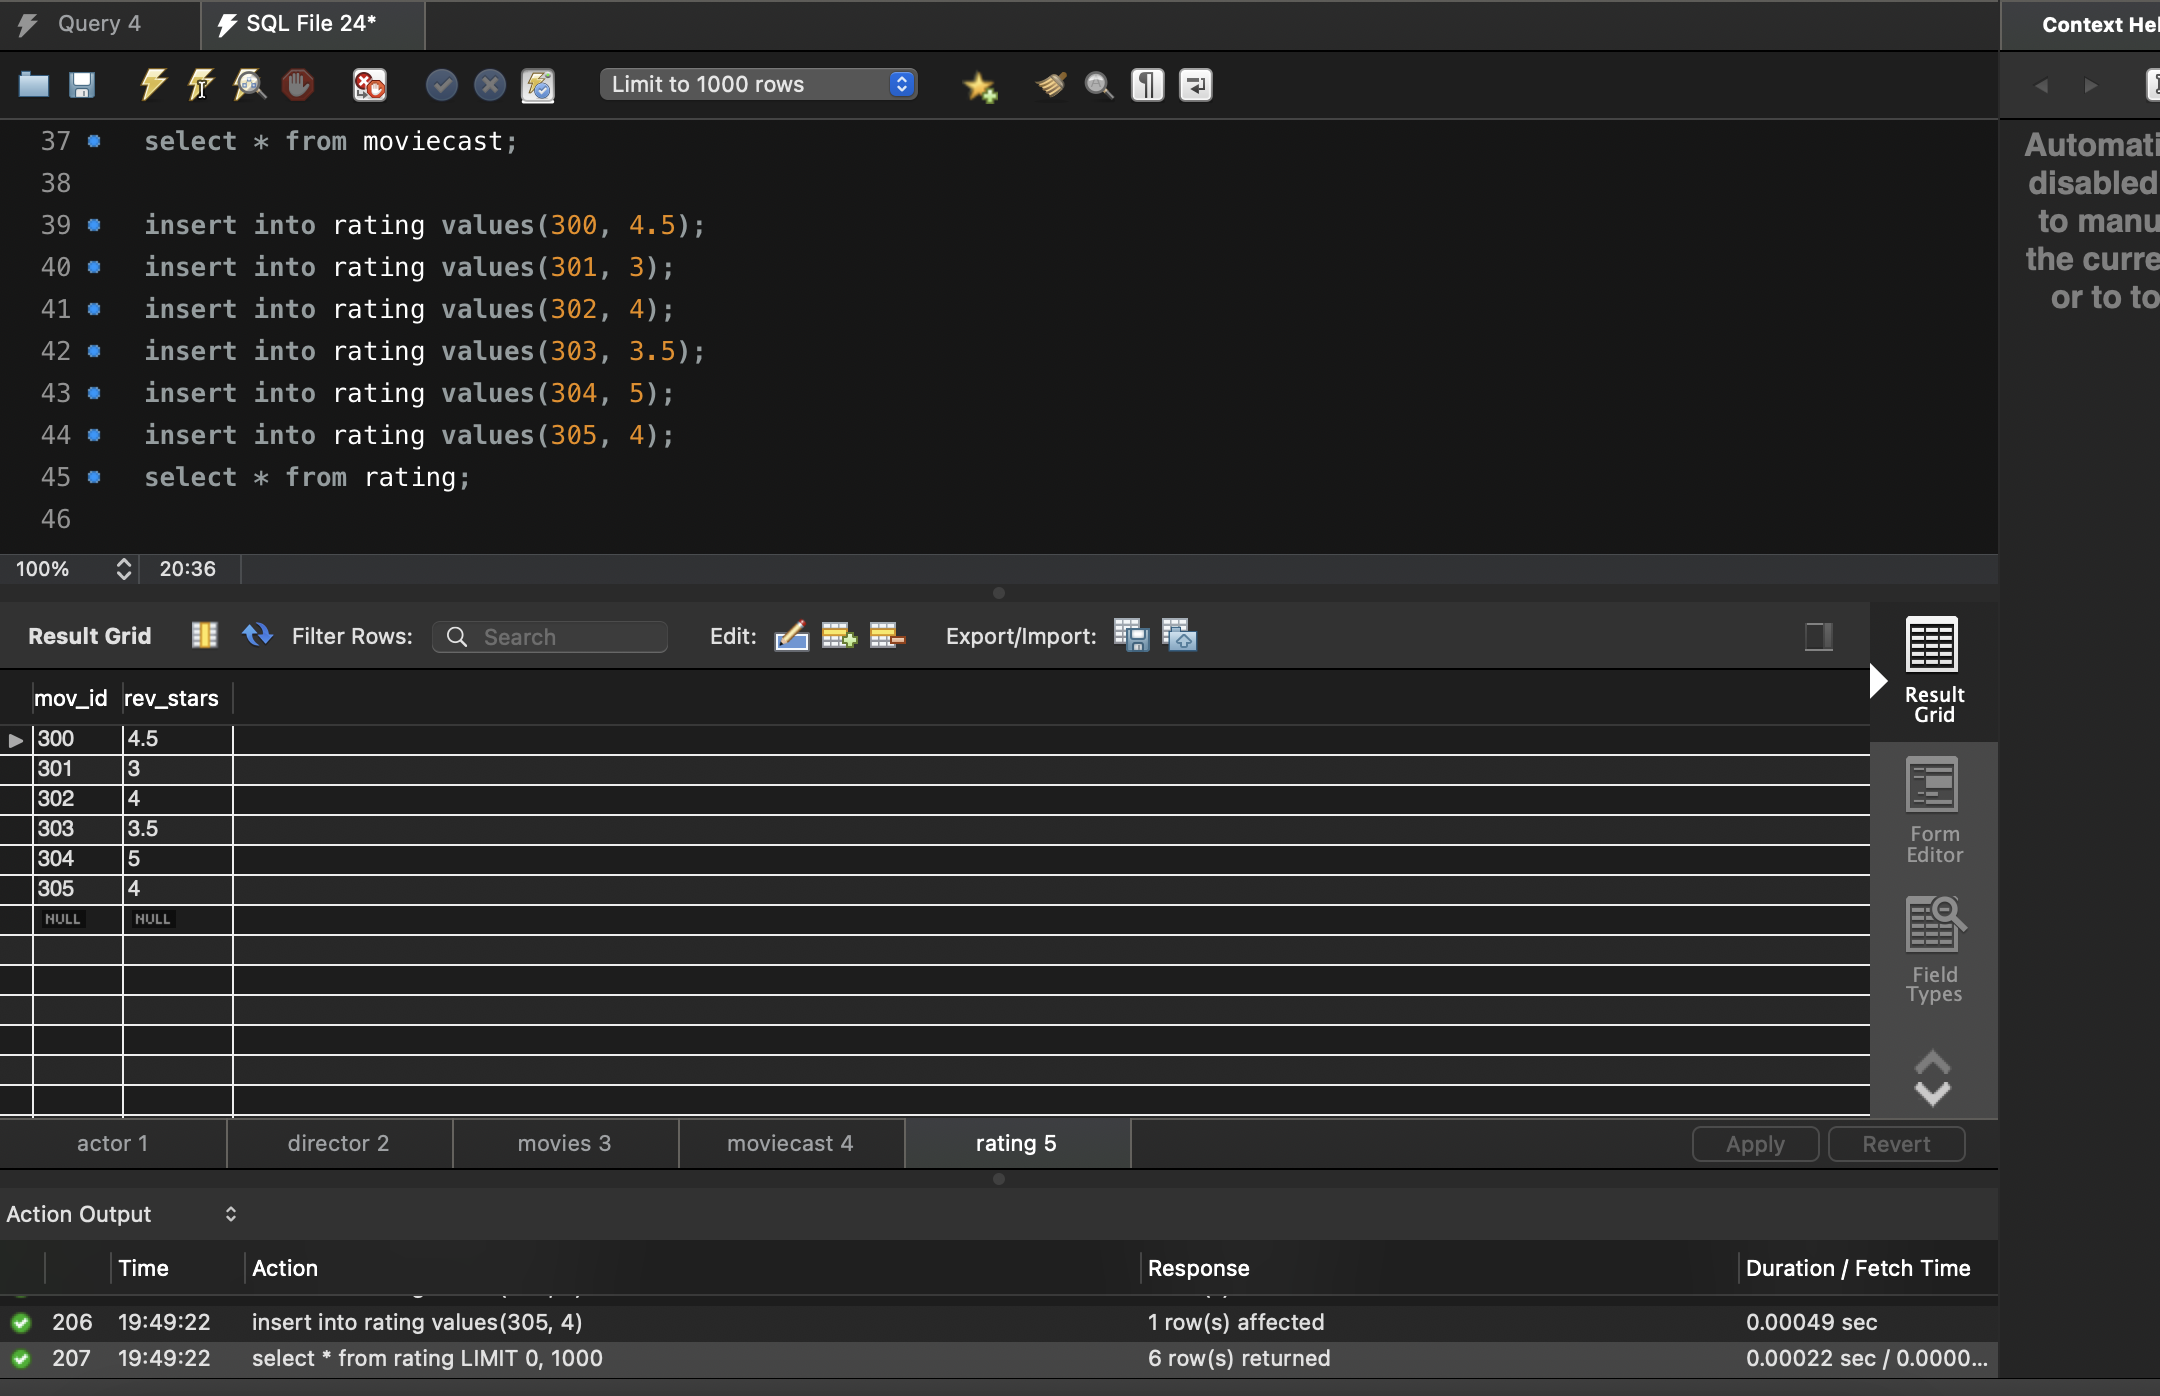 Query 4
SQL File 24*
Context Hel
Limit to 1000 rows
Automati
disabled
to manu
the curre
or to to
37 select * from moviecast;
38
39 insert into rating values(300, 4.5);
40 insert into rating values(301, 3);
41 insert into rating values(302, 4);
42 insert into rating values(303, 3.5);
43 insert into rating values(304, 5);
44 insert into rating values(305, 4);
45 select * from rating;
46
100% 20:36
Result Grid Filter Rows: Search Edit: Export/Import:
mov_id rev_stars
300 4.5
301 3
302 4
303 3.5
304 5
305 4
NULL NULL
Result
Grid
Form
Editor
Field
Types
actor 1 director 2 movies 3 moviecast 4 rating 5 Apply Revert
Action Output
Time Action Response Duration / Fetch Time
206 19:49:22 insert into rating values(305, 4) 1 row(s) affected 0.00049 sec
207 19:49:22 select * from rating LIMIT 0, 1000 6 row(s) returned 0.00022 sec / 0.0000...